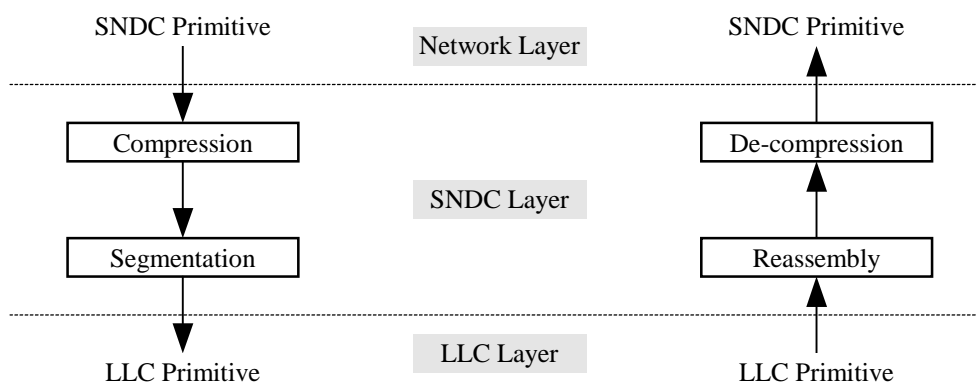 SNDC Primitive
Network Layer
SNDC Primitive
Compression
De-compression
SNDC Layer
Segmentation
Reassembly
LLC Primitive
LLC Layer
LLC Primitive